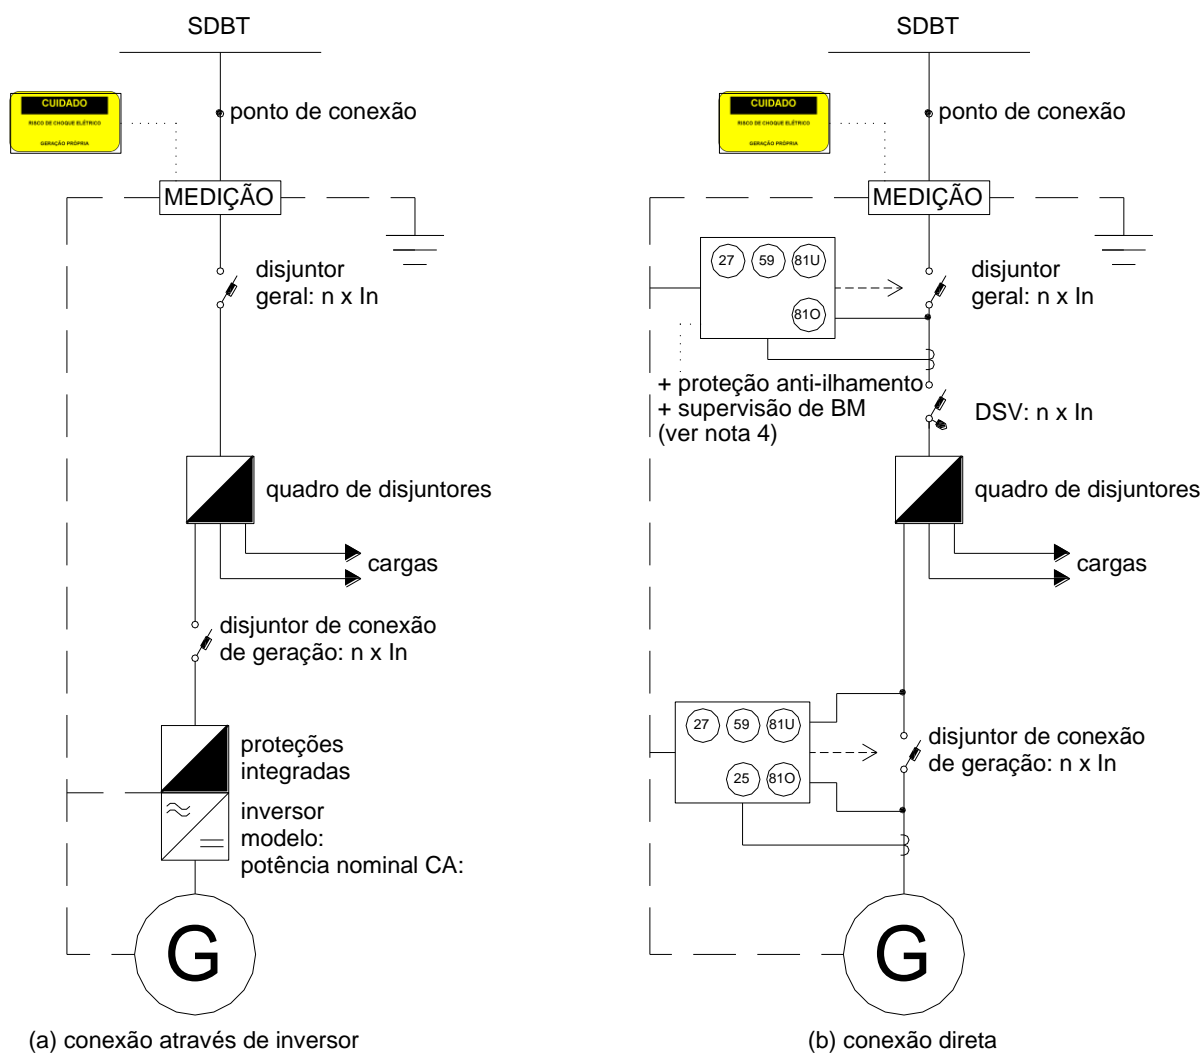 SDBT
CUIDADO
RISCO DE CHOQUE ELÉTRICO
GERAÇÃO PRÓPRIA
ponto de conexão
MEDIÇÃO
disjuntor
geral: n x In
quadro de disjuntores
cargas
disjuntor de conexão
de geração: n x In
proteções
integradas
inversor
modelo:
potência nominal CA:
G
(a) conexão através de inversor
SDBT
CUIDADO
RISCO DE CHOQUE ELÉTRICO
GERAÇÃO PRÓPRIA
ponto de conexão
MEDIÇÃO
27 59 81U
81O
disjuntor
geral: n x In
+ proteção anti-ilhamento
+ supervisão de BM
(ver nota 4)
DSV: n x In
quadro de disjuntores
cargas
27 59 81U
25 81O
disjuntor de conexão
de geração: n x In
G
(b) conexão direta